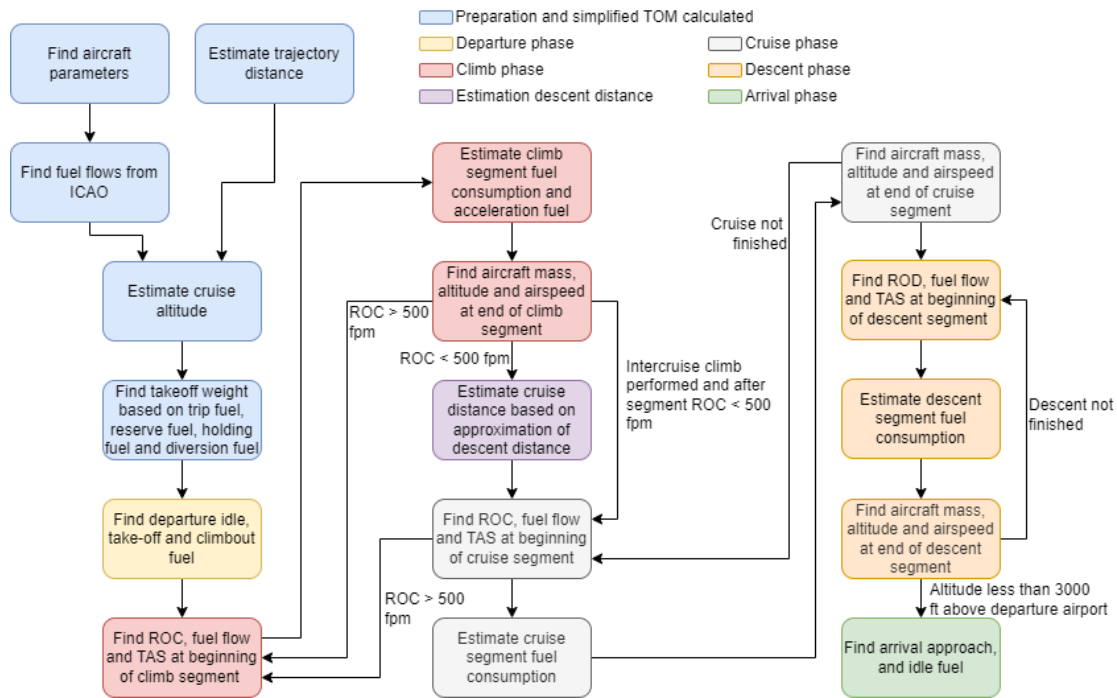 Preparation and simplified TOM calculated
Departure phase
Cruise phase
Climb phase
Descent phase
Estimation descent distance
Arrival phase
Find aircraft
parameters
Estimate trajectory
distance
Find fuel flows from
ICAO
Estimate cruise
altitude
Find takeoff weight
based on trip fuel,
reserve fuel, holding
fuel and diversion fuel
Find departure idle,
take-off and climbout
fuel
Find ROC, fuel flow
and TAS at beginning
of climb segment
Estimate climb
segment fuel
consumption and
acceleration fuel
Find aircraft mass,
altitude and airspeed
at end of climb
segment
ROC > 500
fpm
ROC < 500 fpm
Intercruise climb
performed and after
segment ROC < 500
fpm
Estimate cruise
distance based on
approximation of
descent distance
Find ROC, fuel flow
and TAS at beginning
of cruise segment
ROC > 500
fpm
Estimate cruise
segment fuel
consumption
Cruise not
finished
Find aircraft mass,
altitude and airspeed
at end of cruise
segment
Find ROD, fuel flow
and TAS at beginning
of descent segment
Estimate descent
segment fuel
consumption
Descent not
finished
Find aircraft mass,
altitude and airspeed
at end of descent
segment
Altitude less than 3000
ft above departure airport
Find arrival approach,
and idle fuel